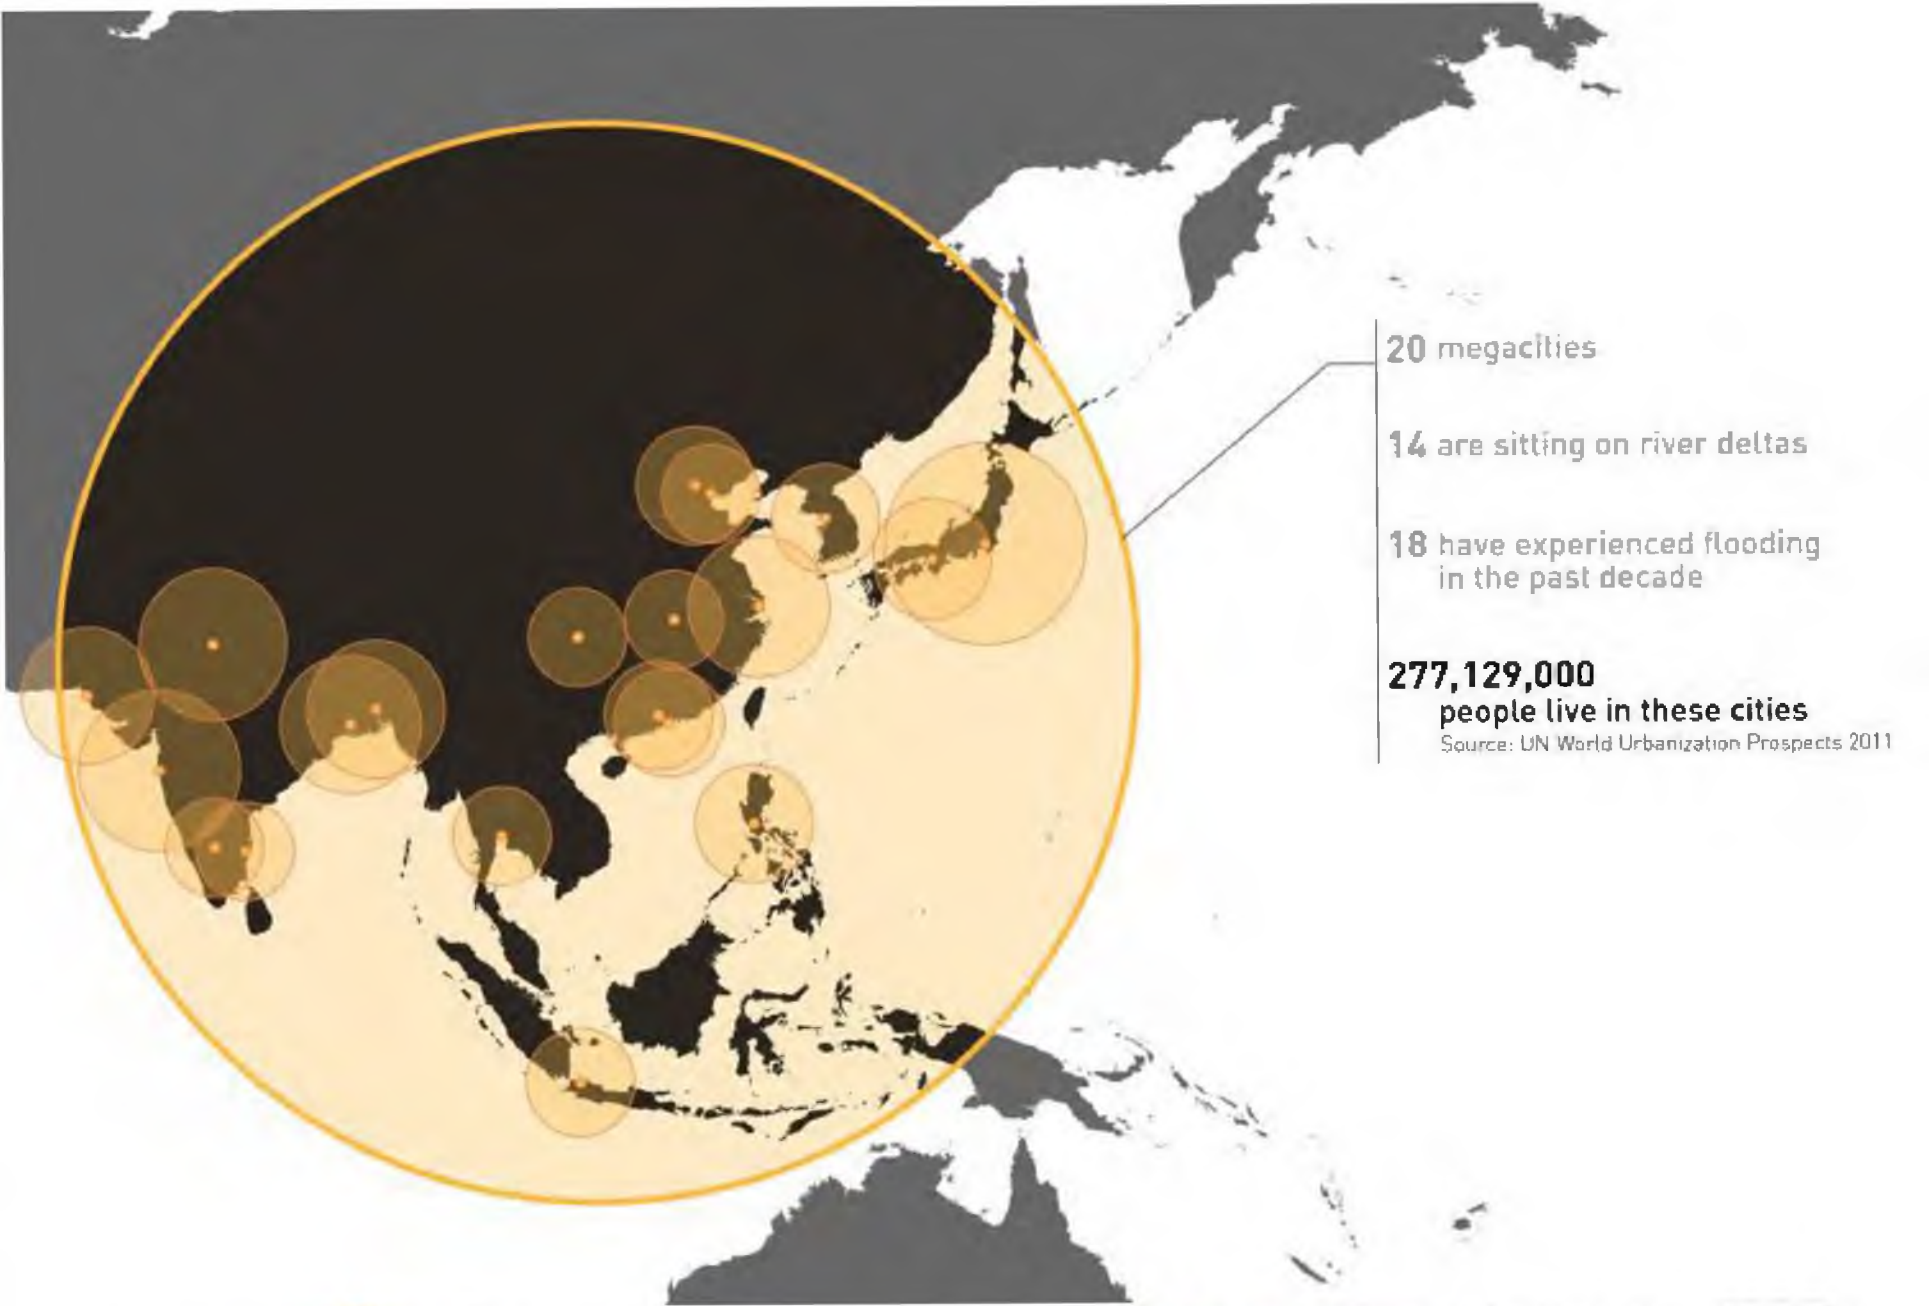 20 megacities
14 are sitting on river deltas
18 have experienced flooding
in the past decade
277,129,000
people live in these cities
Source: UN World Urbanization Prospects 2011